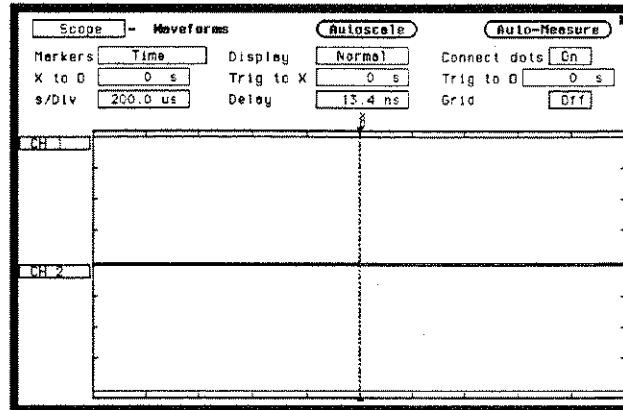 Scope - Waveforms Autoscale Auto-Measure
Markers Time Display Normal Connect dots On
X to O 0 s Trig to X 0 s Trig to O 0 s
s/Div 200.0 us Delay 13.4 ns Grid Off
X
O
CH 1
CH 2